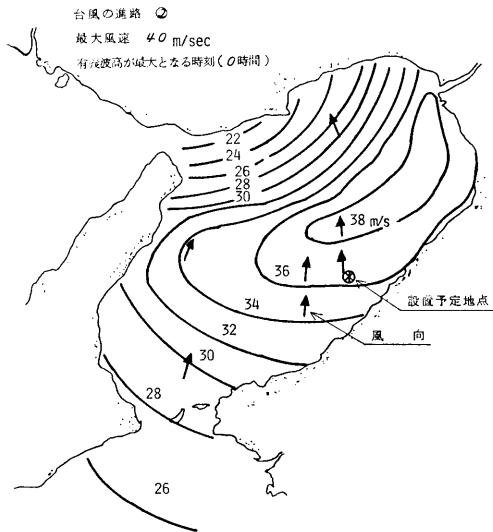 台風の進路 ②
最大風速 40 m/sec
有義波高が最大となる時刻(0時間)
22
24
26
28
30
38 m/s
36
34
設置予定地点
32
風 向
30
28
26